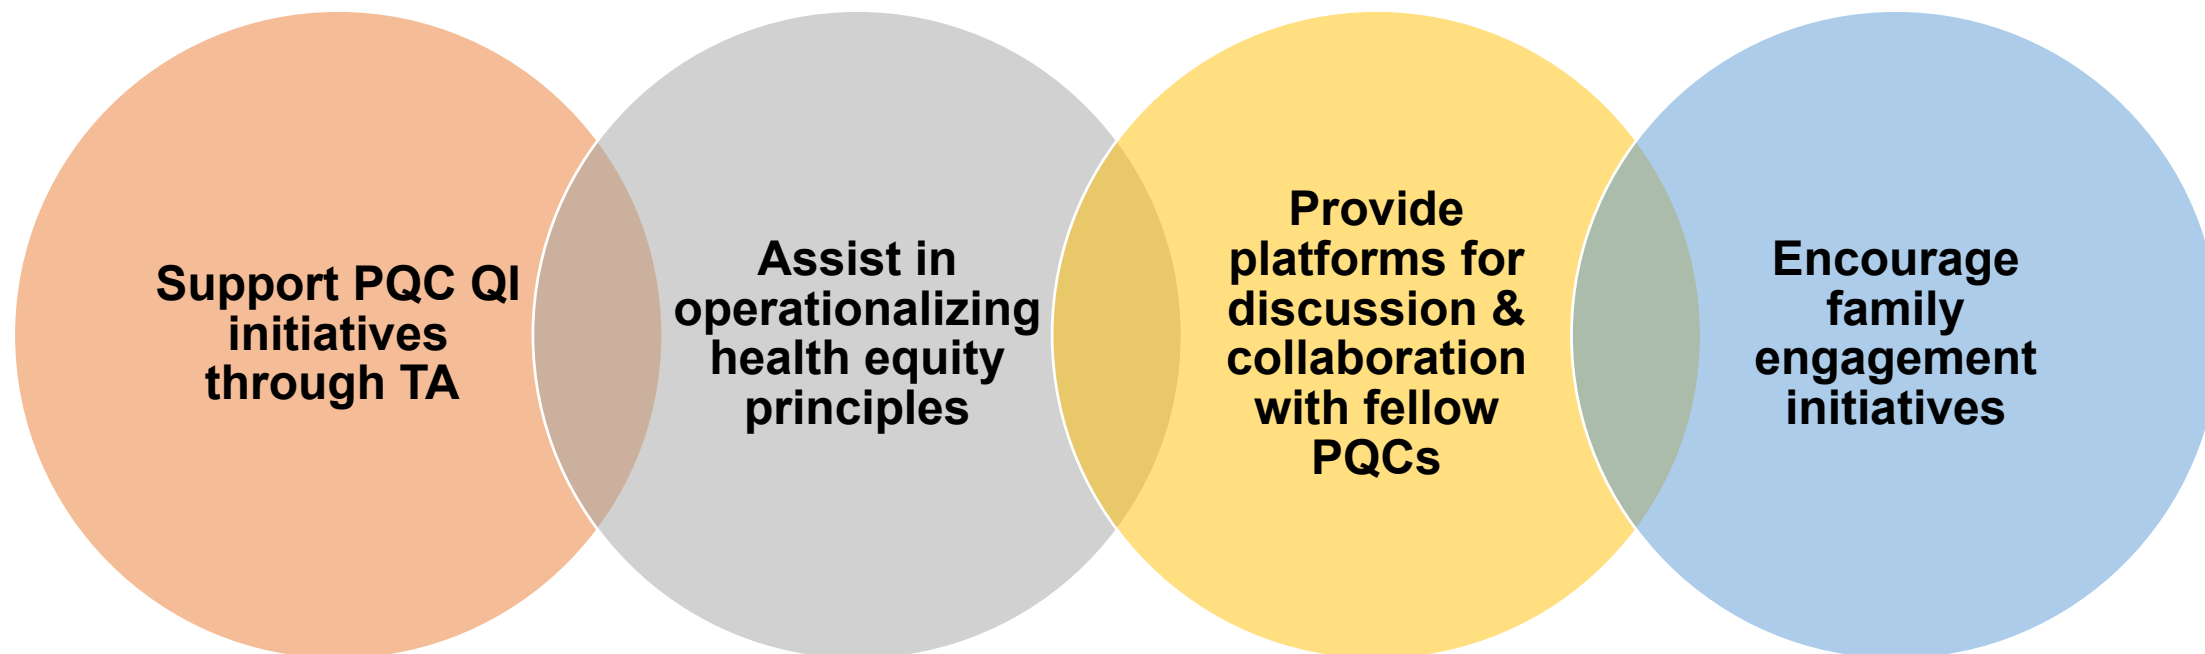 Support PQC QI
initiatives
through TA
Assist in
operationalizing
health equity
principles
Provide
platforms for
discussion &
collaboration
with fellow
PQCs
Encourage
family
engagement
initiatives